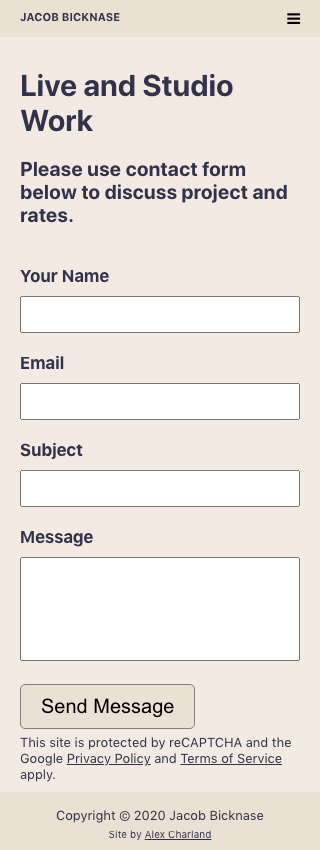 JACOB BICKNASE
Live and Studio
Work
Please use contact form
below to discuss project and
rates.
Your Name
Email
Subject
Message
Send Message
This site is protected by reCAPTCHA and the
Google Privacy Policy and Terms of Service
apply.
Copyright © 2020 Jacob Bicknase
Site by Alex Charland